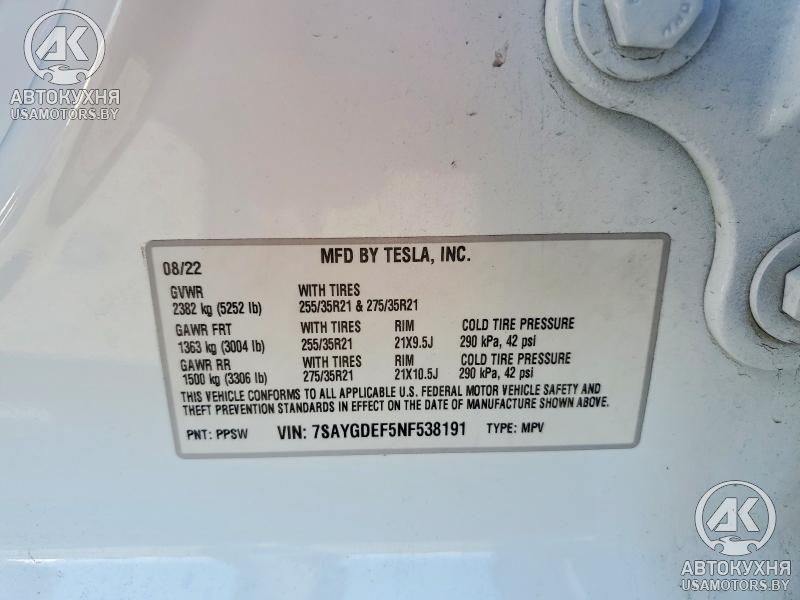 АК
АВТОКУХНЯ
USAMOTORS.BY
MFD BY TESLA, INC.
08/22
GVWR WITH TIRES
2382 kg (5252 lb) 255/35R21 & 275/35R21
GAWR FRT WITH TIRES RIM COLD TIRE PRESSURE
1363 kg (3004 lb) 255/35R21 21X9.5J 290 kPa, 42 psi
GAWR RR WITH TIRES RIM COLD TIRE PRESSURE
1500 kg (3306 lb) 275/35R21 21X10.5J 290 kPa, 42 psi
THIS VEHICLE CONFORMS TO ALL APPLICABLE U.S. FEDERAL MOTOR VEHICLE SAFETY AND
THEFT PREVENTION STANDARDS IN EFFECT ON THE DATE OF MANUFACTURE SHOWN ABOVE.
PNT: PPSW VIN: 7SAYGDEF5NF538191 TYPE: MPV
АК
АВТОКУХНЯ
USAMOTORS.BY